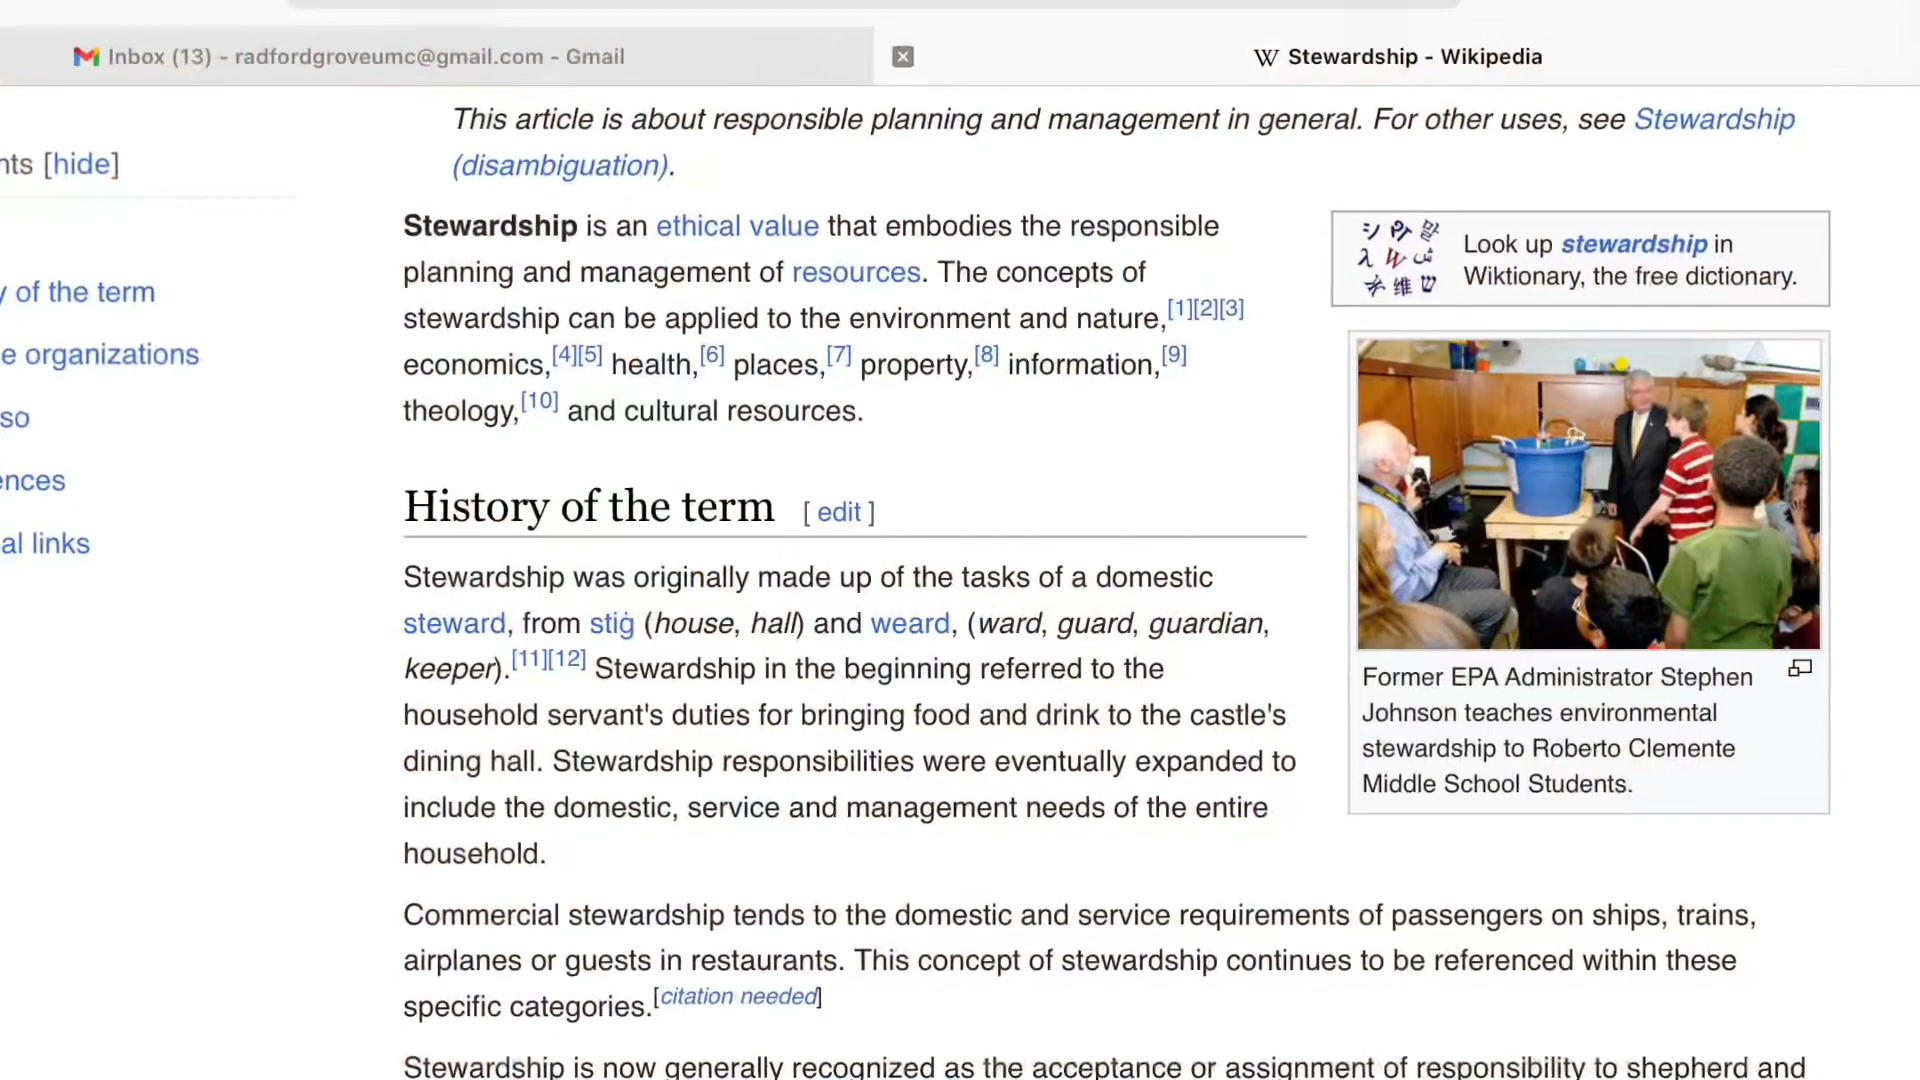 Inbox (13) - radfordgroveumc@gmail.com - Gmail
Stewardship - Wikipedia
This article is about responsible planning and management in general. For other uses, see Stewardship
(disambiguation).
nts [hide]
y of the term
e organizations
so
ences
al links
Stewardship is an ethical value that embodies the responsible
planning and management of resources. The concepts of
stewardship can be applied to the environment and nature,[1][2][3]
economics,[4][5] health,[6] places,[7] property,[8] information,[9]
theology,[10] and cultural resources.
Look up stewardship in
Wiktionary, the free dictionary.
Former EPA Administrator Stephen
Johnson teaches environmental
stewardship to Roberto Clemente
Middle School Students.
History of the term [ edit ]
Stewardship was originally made up of the tasks of a domestic
steward, from stiġ (house, hall) and weard, (ward, guard, guardian,
keeper).[11][12] Stewardship in the beginning referred to the
household servant's duties for bringing food and drink to the castle's
dining hall. Stewardship responsibilities were eventually expanded to
include the domestic, service and management needs of the entire
household.
Commercial stewardship tends to the domestic and service requirements of passengers on ships, trains,
airplanes or guests in restaurants. This concept of stewardship continues to be referenced within these
specific categories.[citation needed]
Stewardship is now generally recognized as the acceptance or assignment of responsibility to shepherd and